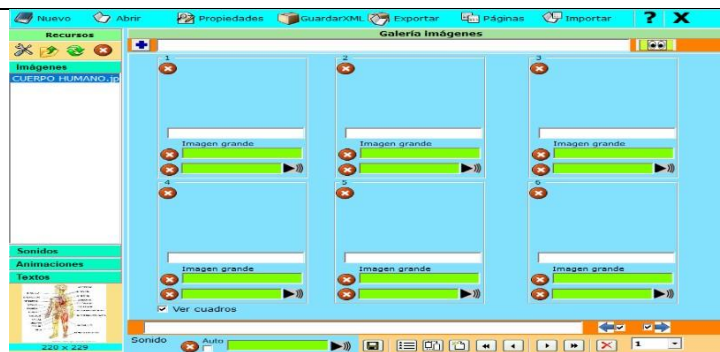 Nuevo Abrir Propiedades GuardarXML Exportar Páginas Importar ? X
Recursos
Galería imágenes
Imágenes
CUERPO HUMANO.jp
1 2 3
Imagen grande Imagen grande Imagen grande
4 5 6
Imagen grande Imagen grande Imagen grande
Sonidos
Animaciones
Textos
Ver cuadros
220 x 229
Sonido Auto 1